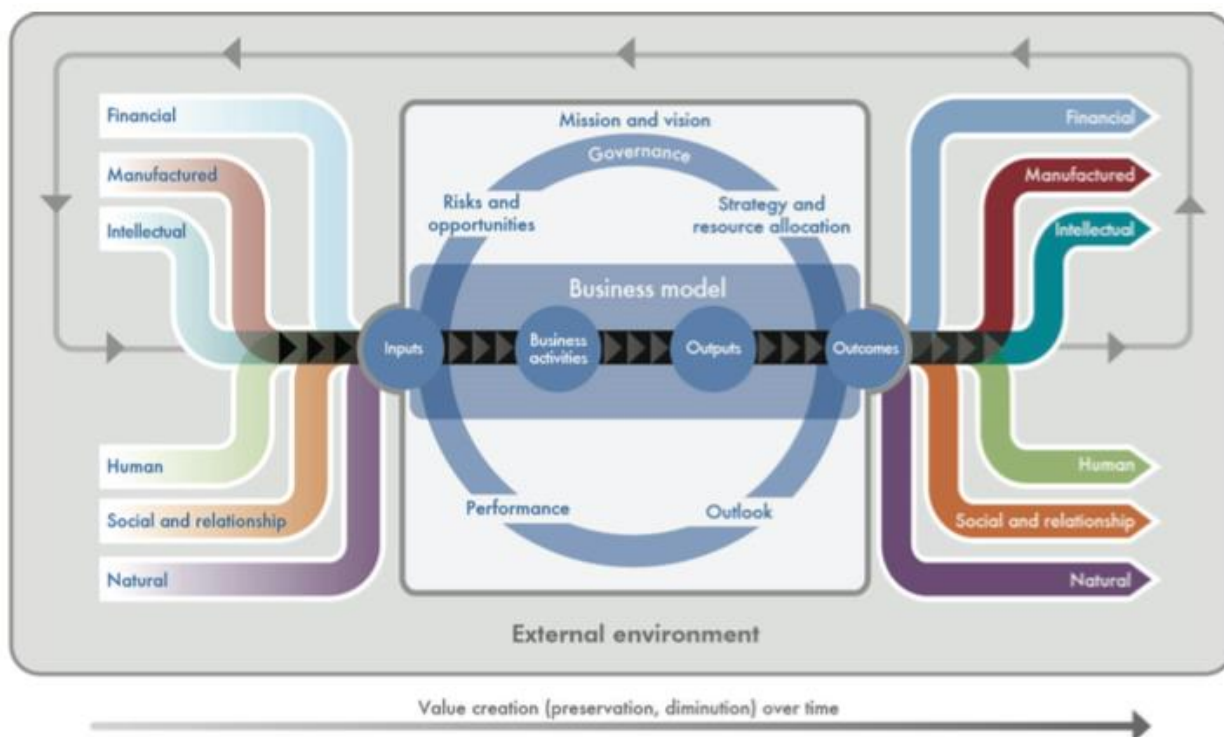 Financial
Manufactured
Intellectual
Human
Social and relationship
Natural
Mission and vision
Governance
Risks and
opportunities
Strategy and
resource allocation
Business model
Inputs
Business
activities
Outputs
Outcomes
Performance
Outlook
Financial
Manufactured
Intellectual
Human
Social and relationship
Natural
External environment
Value creation (preservation, diminution) over time